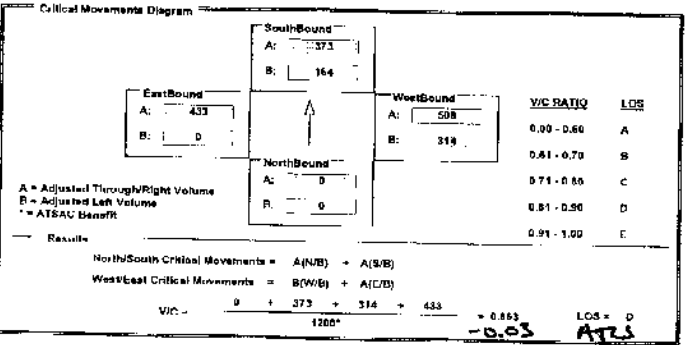 Critical Movements Diagram
SouthBound
A: 373
B: 164
EastBound
A: 433
B: 0
WestBound
A: 508
B: 314
NorthBound
A: 0
B: 0
V/C RATIO LOS
0.00 - 0.60 A
0.61 - 0.70 B
0.71 - 0.80 C
0.81 - 0.90 D
0.91 - 1.00 E
A = Adjusted Through/Right Volume
B = Adjusted Left Volume
* = ATSAC Benefit
Results
North/South Critical Movements = A(N/B) + A(S/B)
West/East Critical Movements = B(W/B) + A(E/B)
V/C = 0 + 373 + 314 + 433 = 0.863 LOS = D
1200*
-0.03 ATCS